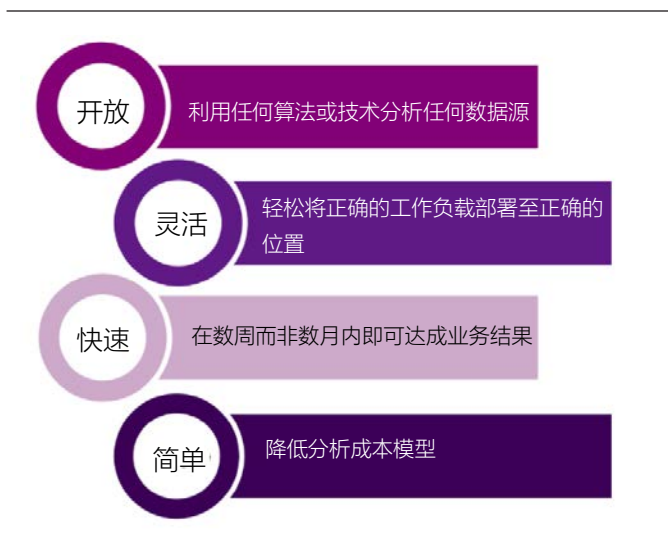 开放
利用任何算法或技术分析任何数据源
灵活
轻松将正确的工作负载部署至正确的
位置
快速
在数周而非数月内即可达成业务结果
简单
降低分析成本模型